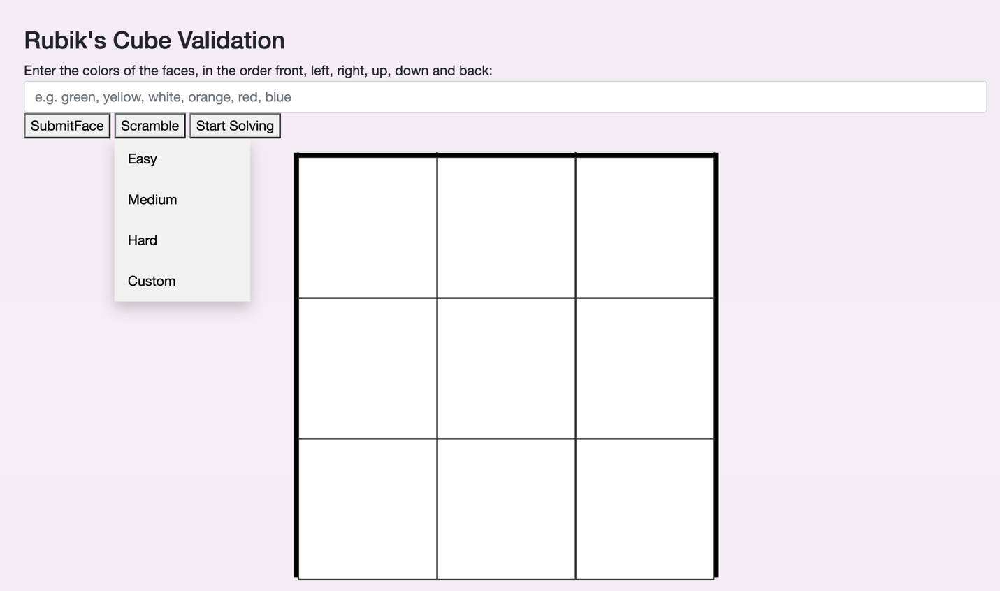 Rubik's Cube Validation
Enter the colors of the faces, in the order front, left, right, up, down and back:
e.g. green, yellow, white, orange, red, blue
SubmitFace Scramble Start Solving
Easy
Medium
Hard
Custom